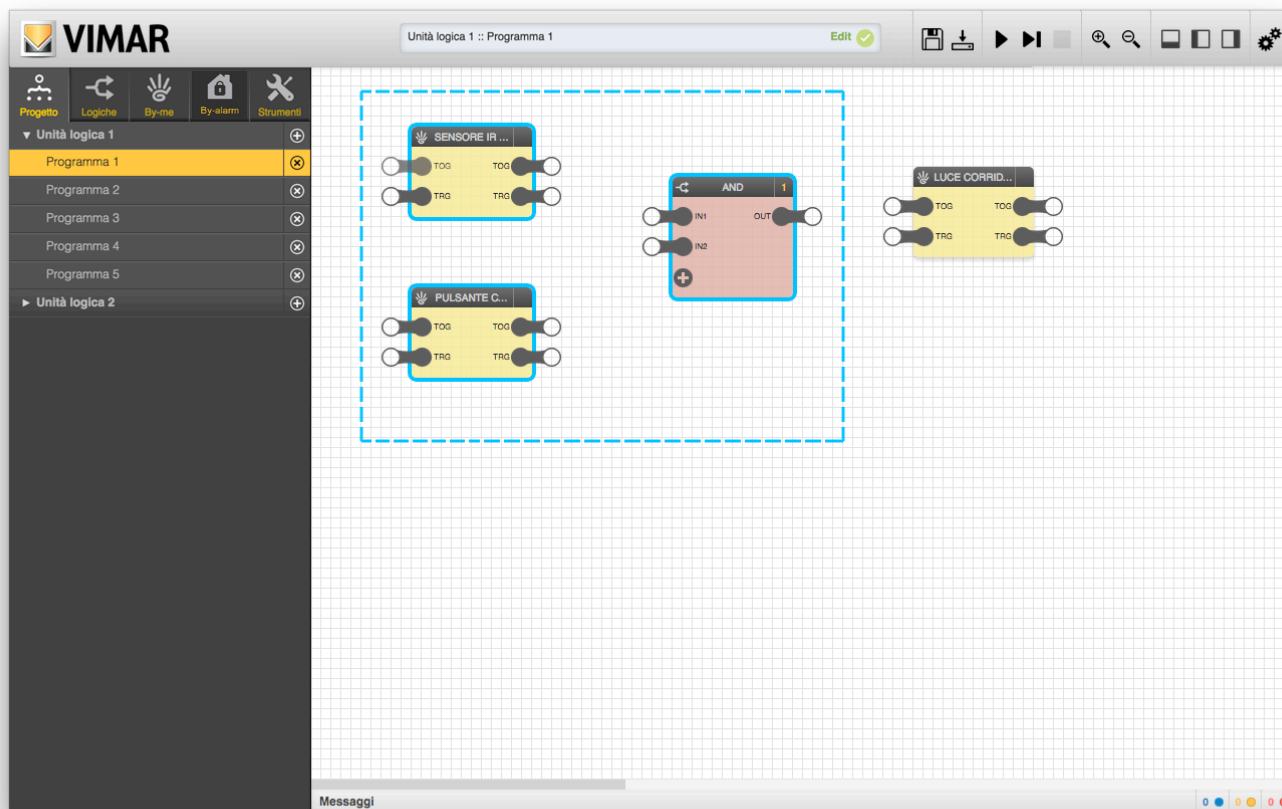 VIMAR
Unità logica 1 :: Programma 1
Edit
Progetto
Logiche
By-me
By-alarm
Strumenti
Unità logica 1
Programma 1
Programma 2
Programma 3
Programma 4
Programma 5
Unità logica 2
SENSORE IR ...
TOG TOG
TRG TRG
PULSANTE C...
TOG TOG
TRG TRG
AND 1
IN1 OUT
IN2
LUCE CORRID...
TOG TOG
TRG TRG
Messaggi
0 0 0